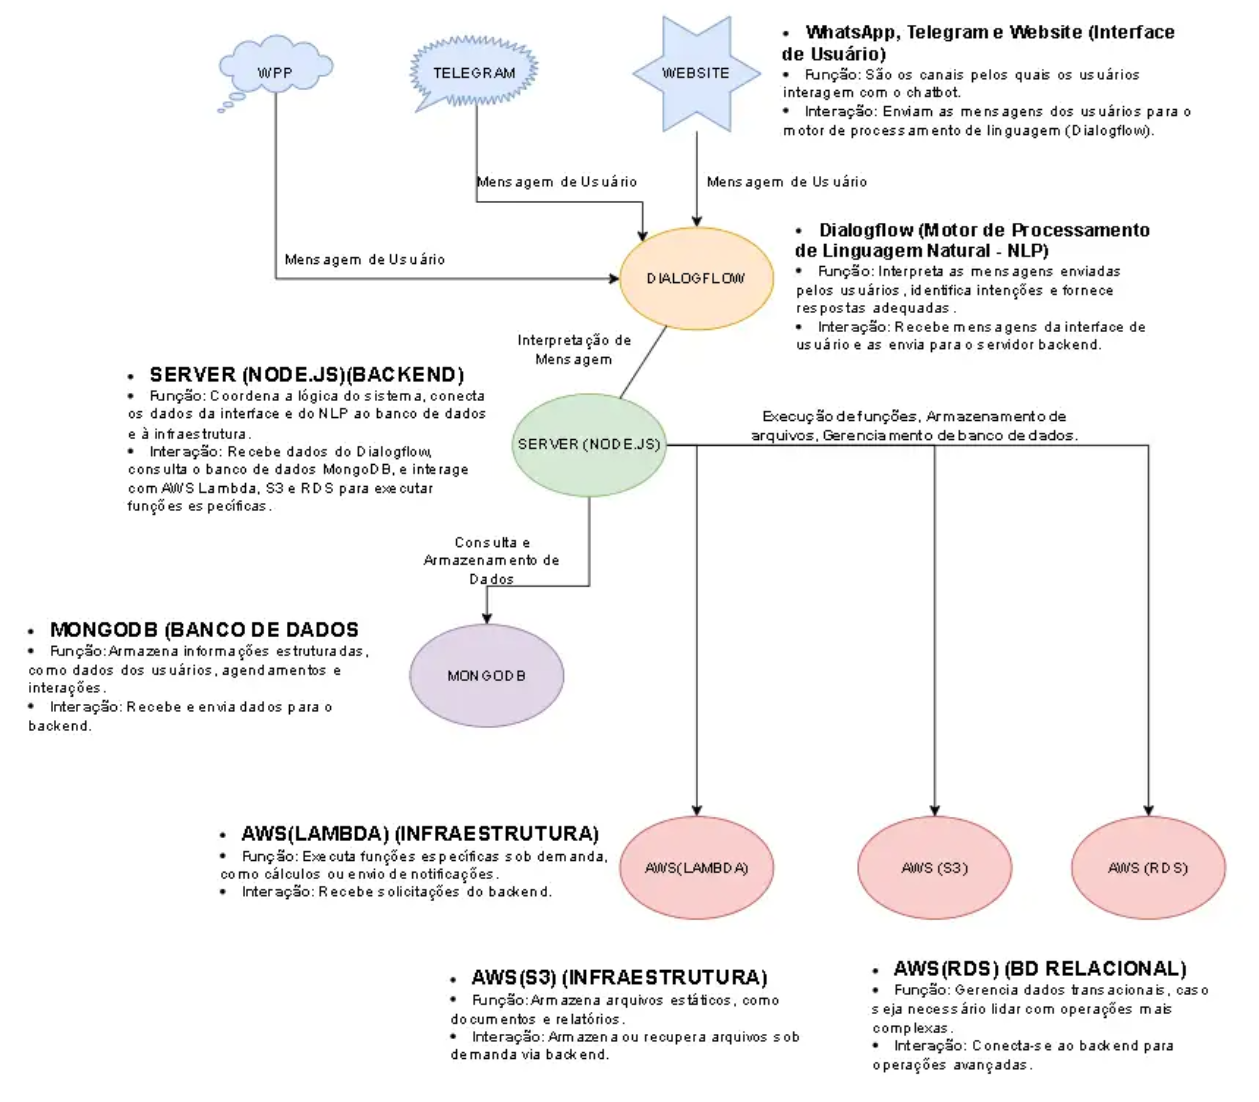 WPP
TELEGRAM
WEBSITE
• WhatsApp, Telegram e Website (Interface
de Usuário)
• Função: São os canais pelos quais os usuários
interagem com o chatbot.
• Interação: Enviam as mensagens dos usuários para o
motor de processamento de linguagem (Dialogflow).
Mensagem de Usuário
Mensagem de Usuário
Mensagem de Usuário
DIALOGFLOW
• Dialogflow (Motor de Processamento
de Linguagem Natural - NLP)
• Função: Interpreta as mensagens enviadas
pelos usuários, identifica intenções e fornece
respostas adequadas.
• Interação: Recebe mensagens da interface de
usuário e as envia para o servidor backend.
Interpretação de
Mensagem
• SERVER (NODE.JS)(BACKEND)
• Função: Coordena a lógica do sistema, conecta
os dados da interface e do NLP ao banco de dados
e à infraestrutura.
• Interação: Recebe dados do Dialogflow,
consulta o banco de dados MongoDB, e interage
com AWS Lambda, S3 e RDS para executar
funções específicas.
SERVER (NODE.JS)
Execução de funções, Armazenamento de
arquivos, Gerenciamento de banco de dados.
Consulta e
Armazenamento de
Dados
• MONGODB (BANCO DE DADOS
• Função: Armazena informações estruturadas,
como dados dos usuários, agendamentos e
interações.
• Interação: Recebe e envia dados para o
backend.
MONGODB
• AWS(LAMBDA) (INFRAESTRUTURA)
• Função: Executa funções específicas sob demanda,
como cálculos ou envio de notificações.
• Interação: Recebe solicitações do backend.
AWS(LAMBDA)
AWS (S3)
AWS (RDS)
• AWS(S3) (INFRAESTRUTURA)
• Função: Armazena arquivos estáticos, como
documentos e relatórios.
• Interação: Armazena ou recupera arquivos sob
demanda via backend.
• AWS(RDS) (BD RELACIONAL)
• Função: Gerencia dados transacionais, caso
seja necessário lidar com operações mais
complexas.
• Interação: Conecta-se ao backend para
operações avançadas.